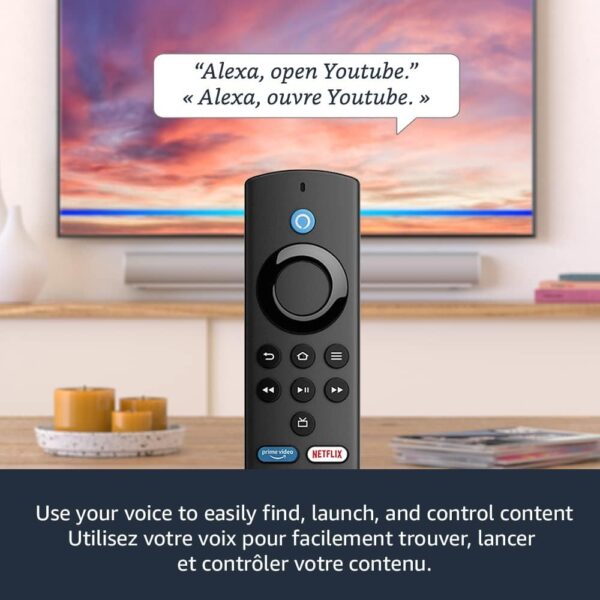 “Alexa, open Youtube.”
« Alexa, ouvre Youtube. »
prime video
NETFLIX
Use your voice to easily find, launch, and control content
Utilisez votre voix pour facilement trouver, lancer
et contrôler votre contenu.